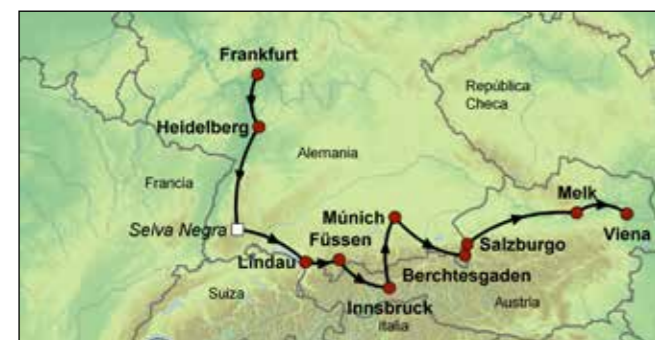 Frankfurt
República
Checa
Heidelberg
Alemania
Francia
Melk
Múnich
Selva Negra
Viena
Füssen
Salzburgo
Lindau
Berchtesgaden
Suiza
Innsbruck
Austria
Italia